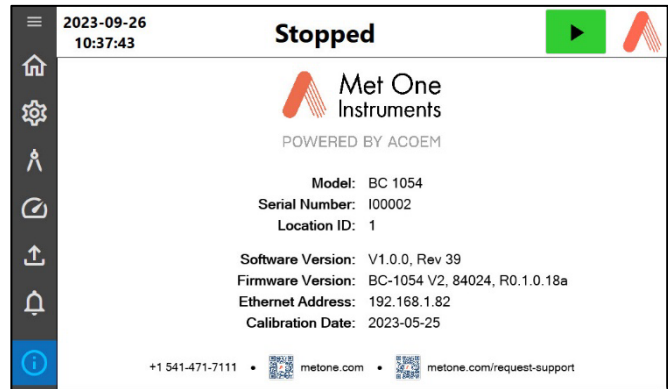 2023-09-26
10:37:43
Stopped
Met One
Instruments
POWERED BY ACOEM
Model: BC 1054
Serial Number: I00002
Location ID: 1
Software Version: V1.0.0, Rev 39
Firmware Version: BC-1054 V2, 84024, R0.1.0.18a
Ethernet Address: 192.168.1.82
Calibration Date: 2023-05-25
+1 541-471-7111 • metone.com • metone.com/request-support